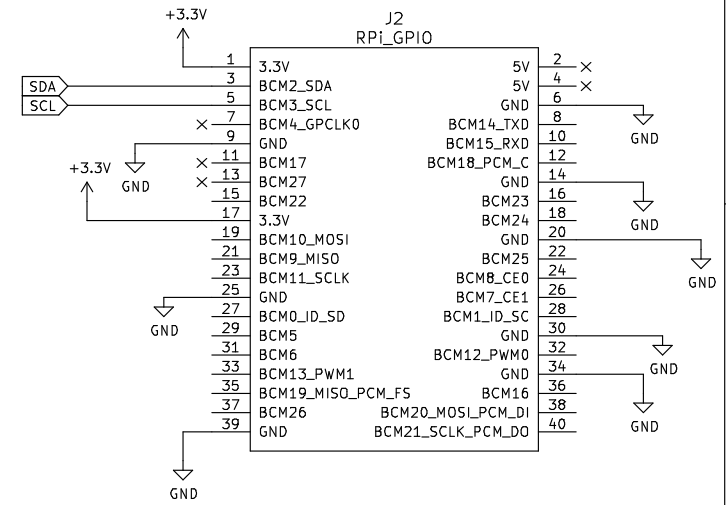 +3.3V
J2
RPi_GPIO
1 3.3V 5V 2
SDA 3 BCM2_SDA 5V 4
SCL 5 BCM3_SCL GND 6
7 BCM4_GPCLK0 BCM14_TXD 8
9 GND BCM15_RXD 10
GND
11 BCM17 BCM18_PCM_C 12
+3.3V
GND
13 BCM27 GND 14
15 BCM22 BCM23 16
17 3.3V BCM24 18
GND
19 BCM10_MOSI GND 20
21 BCM9_MISO BCM25 22
23 BCM11_SCLK BCM8_CE0 24
GND
25 GND BCM7_CE1 26
27 BCM0_ID_SD BCM1_ID_SC 28
GND
29 BCM5 GND 30
31 BCM6 BCM12_PWM0 32
33 BCM13_PWM1 GND 34
GND
35 BCM19_MISO_PCM_FS BCM16 36
37 BCM26 BCM20_MOSI_PCM_DI 38
GND
39 GND BCM21_SCLK_PCM_DO 40
GND